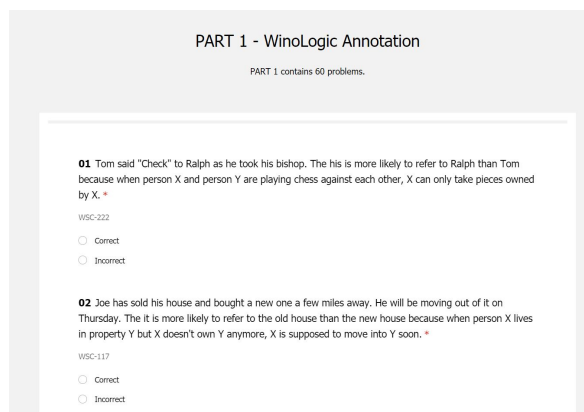 PART 1 - WinoLogic Annotation
PART 1 contains 60 problems.
01 Tom said "Check" to Ralph as he took his bishop. The his is more likely to refer to Ralph than Tom
because when person X and person Y are playing chess against each other, X can only take pieces owned
by X. *
WSC-222
Correct
Incorrect
02 Joe has sold his house and bought a new one a few miles away. He will be moving out of it on
Thursday. The it is more likely to refer to the old house than the new house because when person X lives
in property Y but X doesn't own Y anymore, X is supposed to move into Y soon. *
WSC-117
Correct
Incorrect